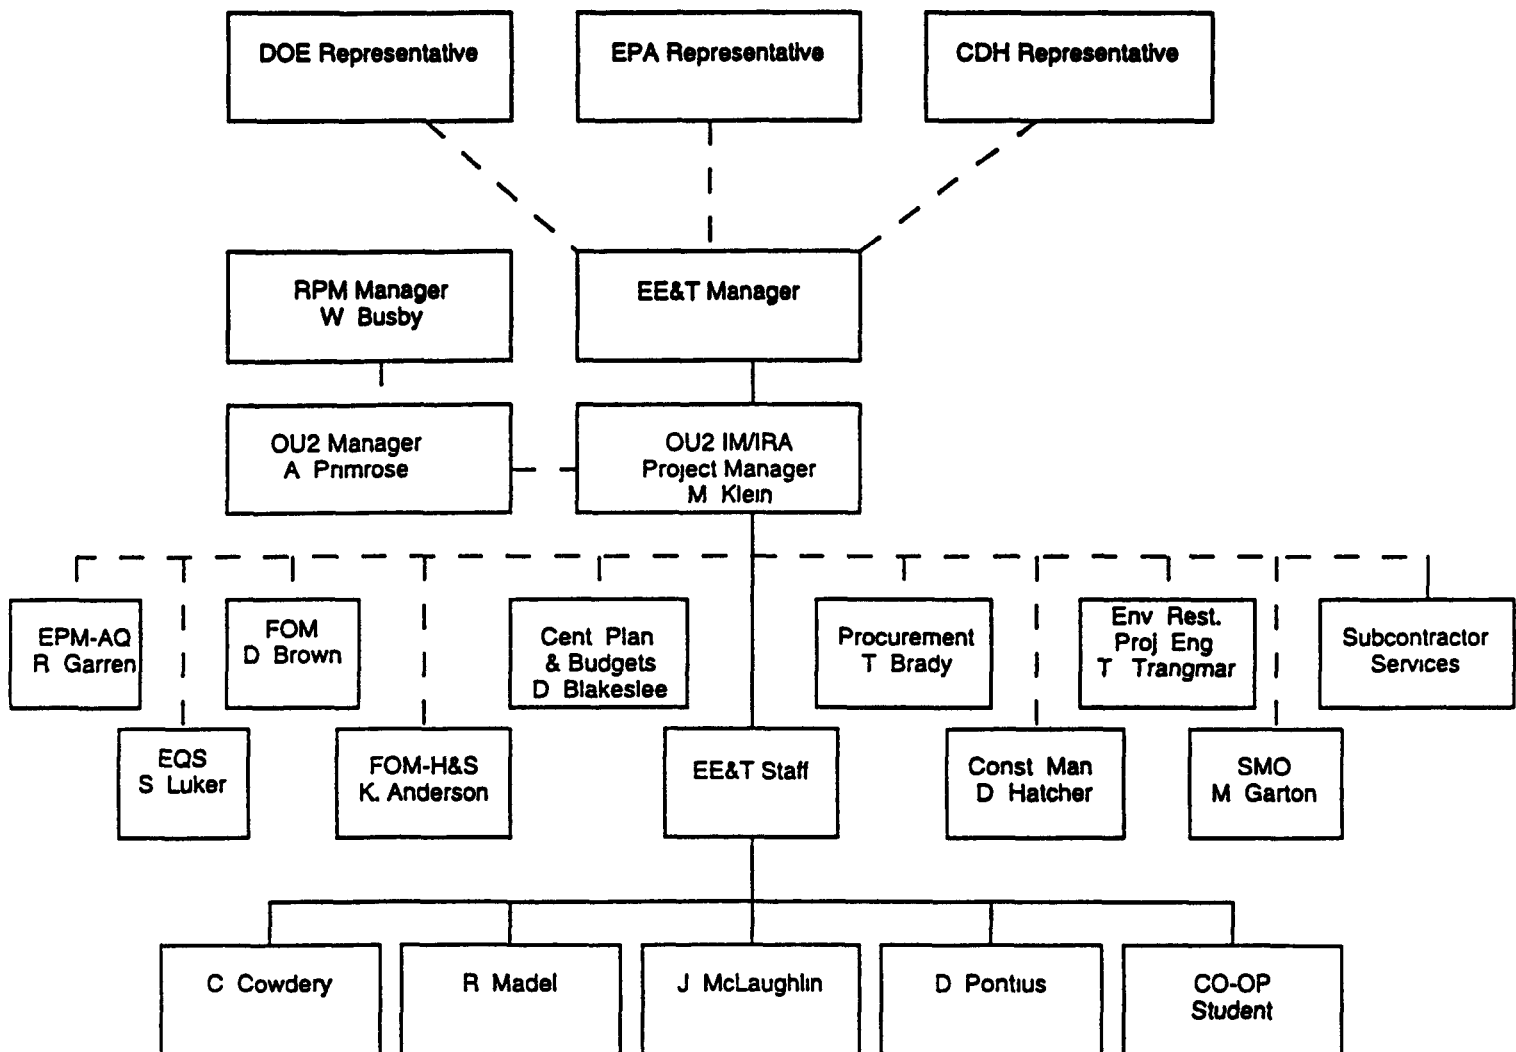 DOE Representative
EPA Representative
CDH Representative
RPM Manager
W Busby
EE&T Manager
OU2 Manager
A Primrose
OU2 IM/IRA
Project Manager
M Klein
EPM-AQ
R Garren
FOM
D Brown
Cent Plan
& Budgets
D Blakeslee
Procurement
T Brady
Env Rest.
Proj Eng
T Trangmar
Subcontractor
Services
EQS
S Luker
FOM-H&S
K. Anderson
EE&T Staff
Const Man
D Hatcher
SMO
M Garton
C Cowdery
R Madel
J McLaughlin
D Pontius
CO-OP
Student